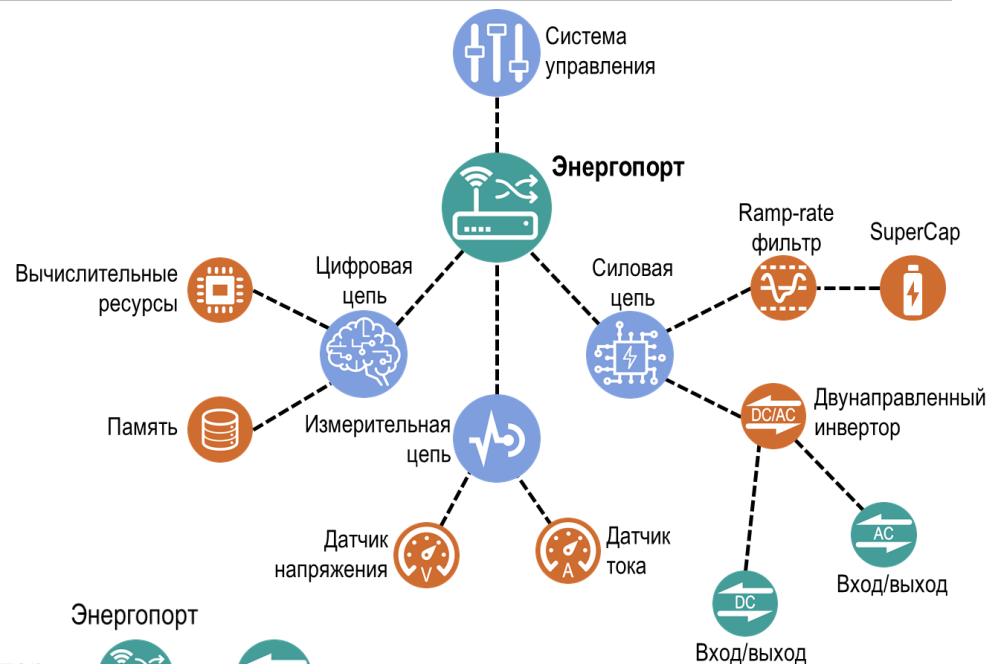 Система
управления
Энергопорт
Ramp-rate
фильтр
SuperCap
Вычислительные
ресурсы
Цифровая
цепь
Силовая
цепь
Память
Измерительная
цепь
DC/AC
Двунаправленный
инвертор
Датчик
напряжения
V
A
Датчик
тока
AC
Вход/выход
DC
Вход/выход
Энергопорт